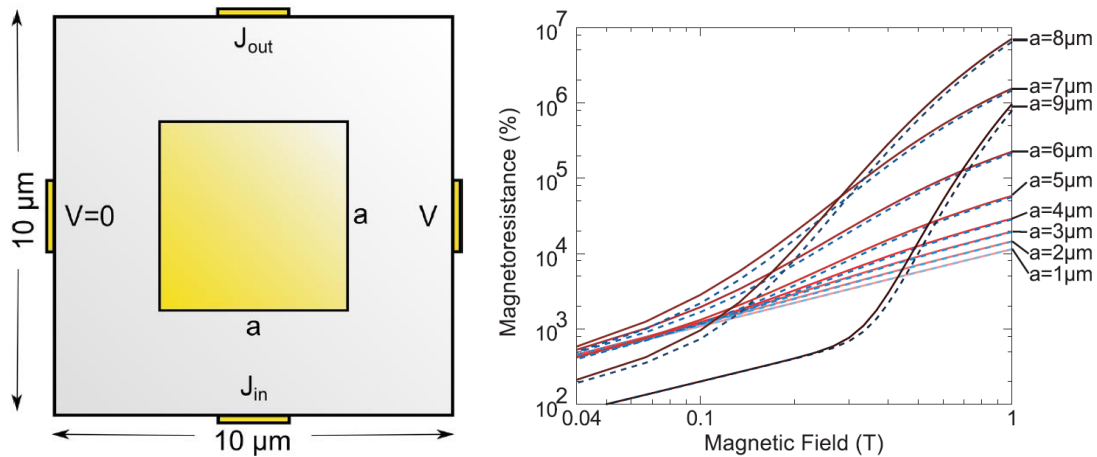 J_out
V=0
V
a
a
J_in
10 µm
10 µm
Magnetoresistance (%)
10^7
10^6
10^5
10^4
10^3
10^2
0.04
0.1
1
Magnetic Field (T)
a=8µm
a=7µm
a=9µm
a=6µm
a=5µm
a=4µm
a=3µm
a=2µm
a=1µm